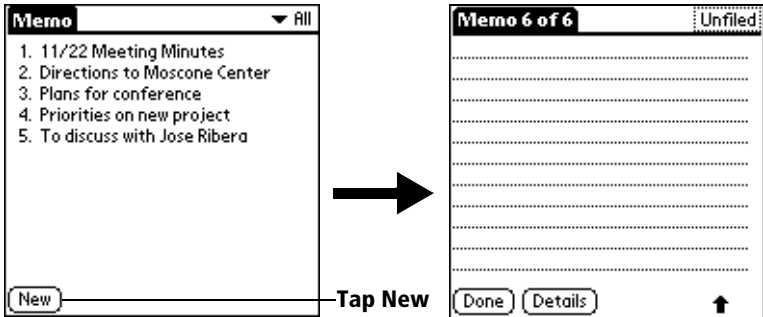 Memo
All
1. 11/22 Meeting Minutes
2. Directions to Moscone Center
3. Plans for conference
4. Priorities on new project
5. To discuss with Jose Ribera
New
Tap New
Memo 6 of 6
Unfiled
Done
Details